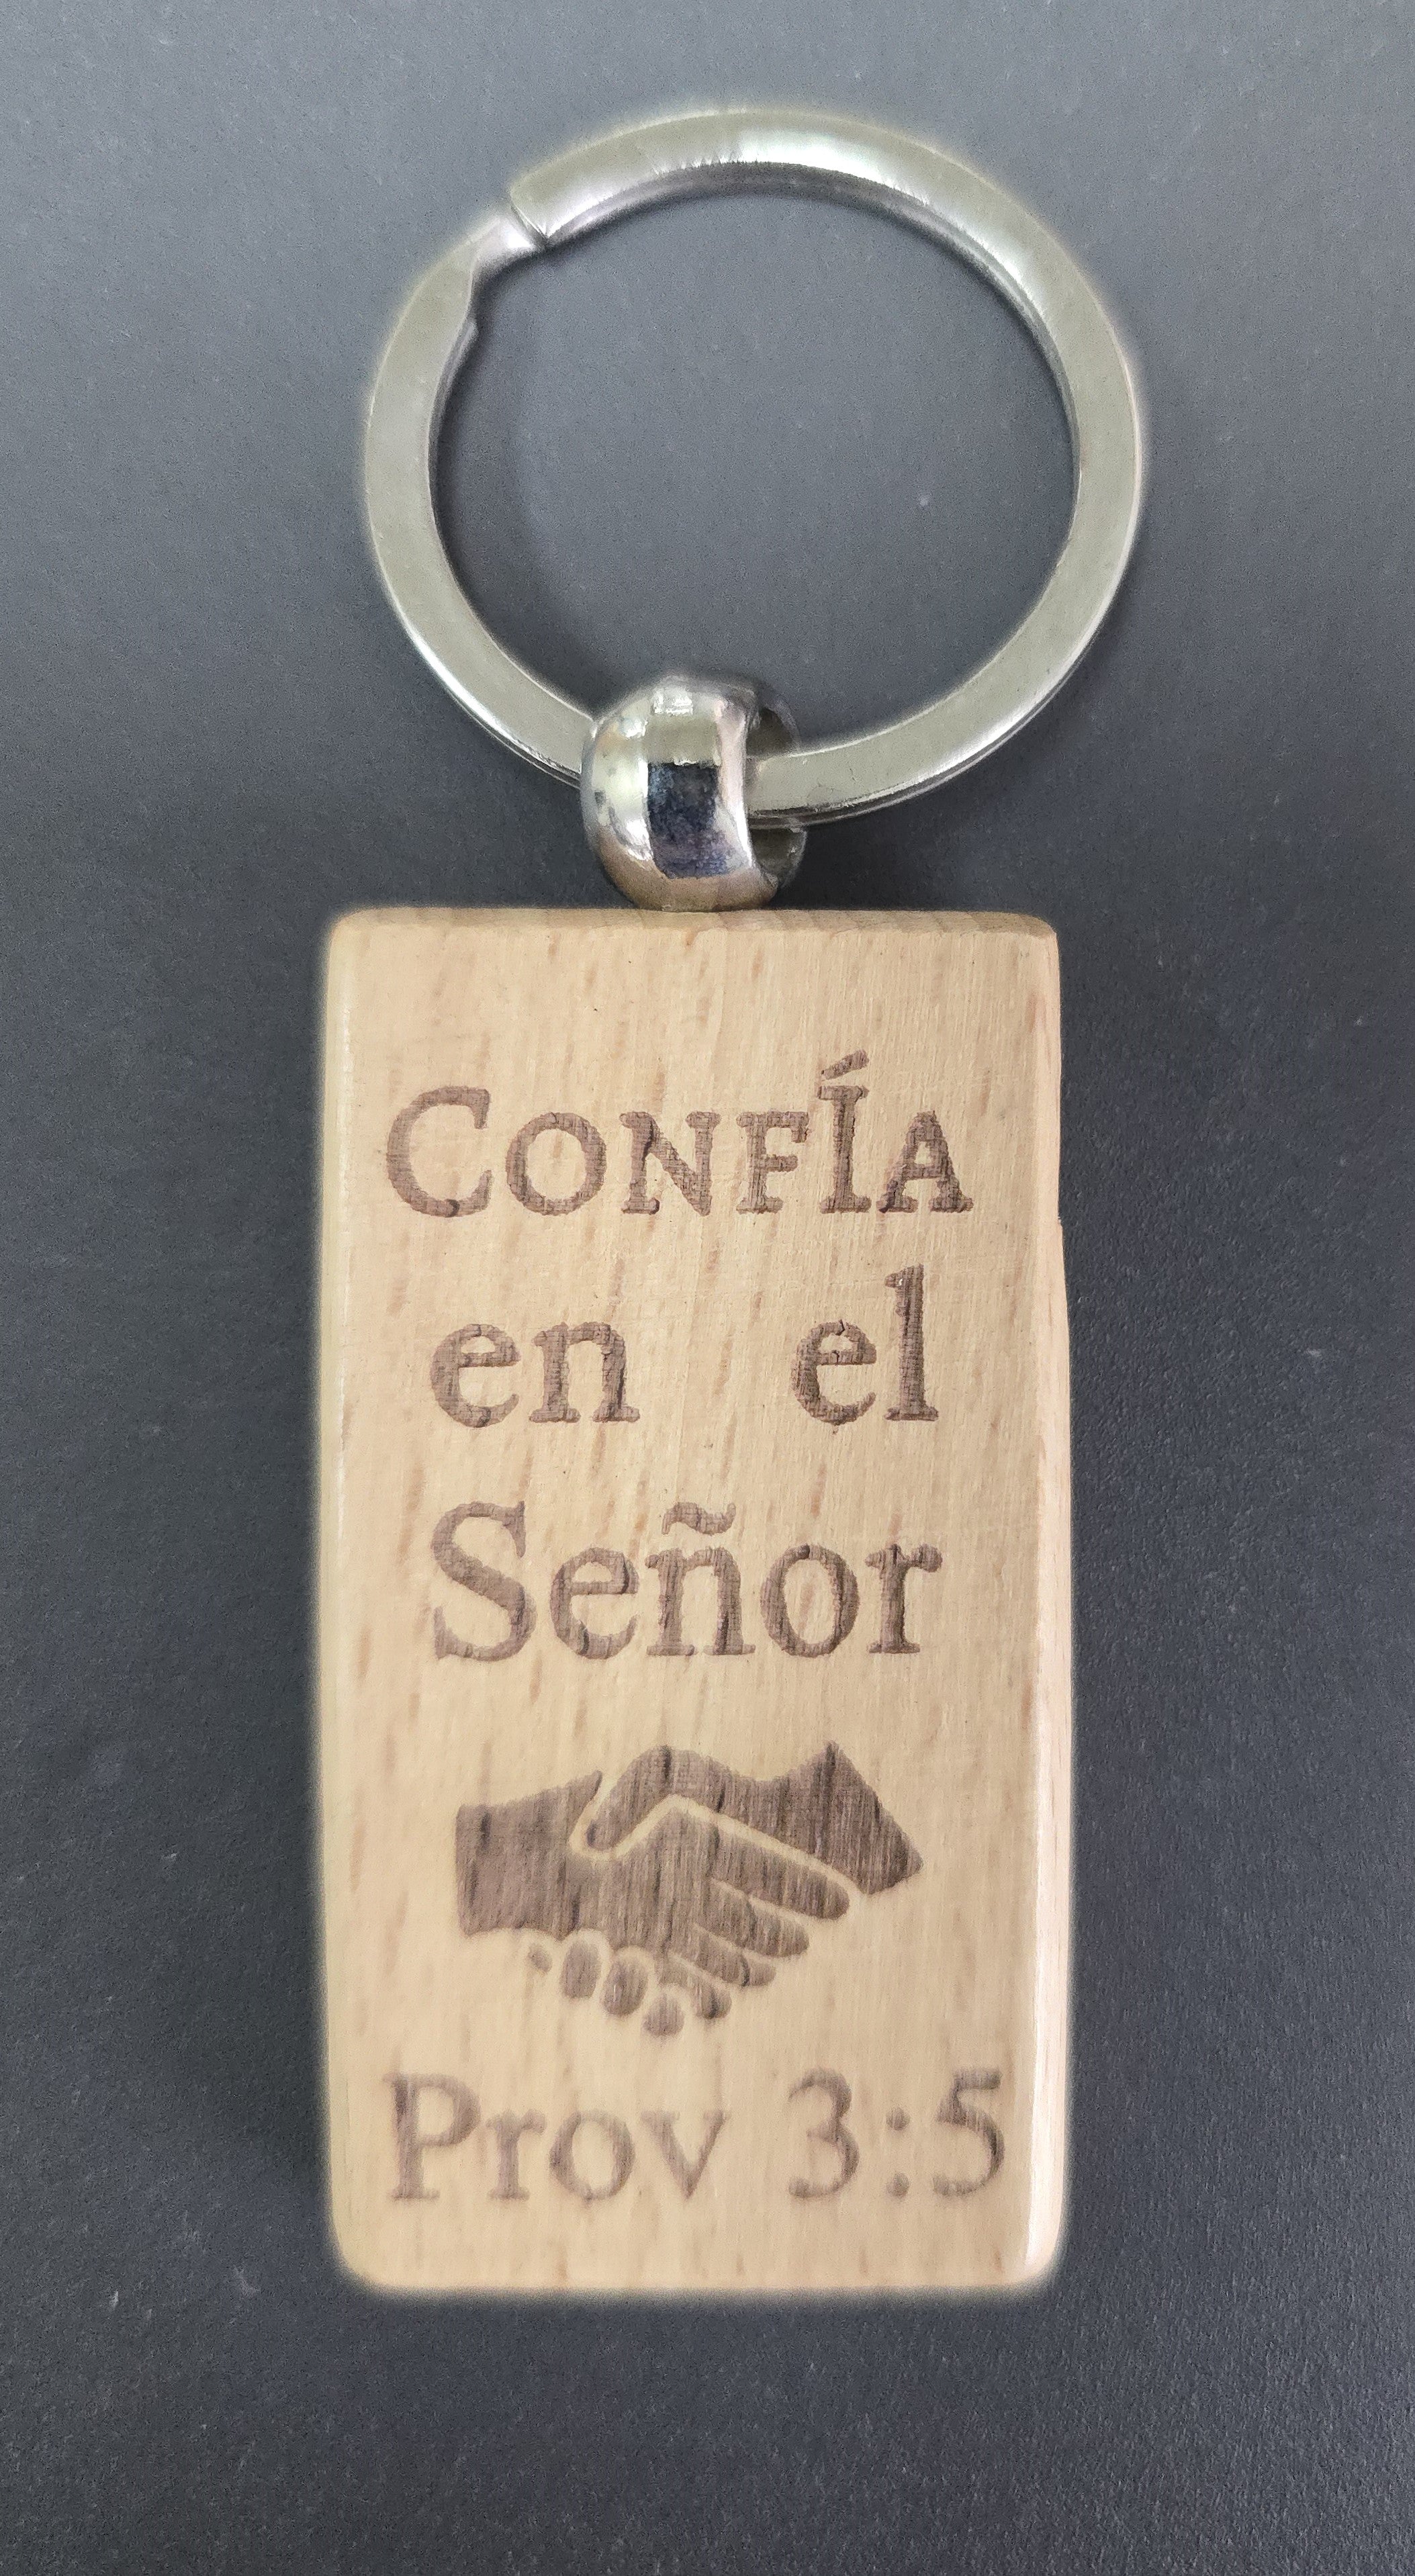 Confía
en el
Señor
Prov 3:5